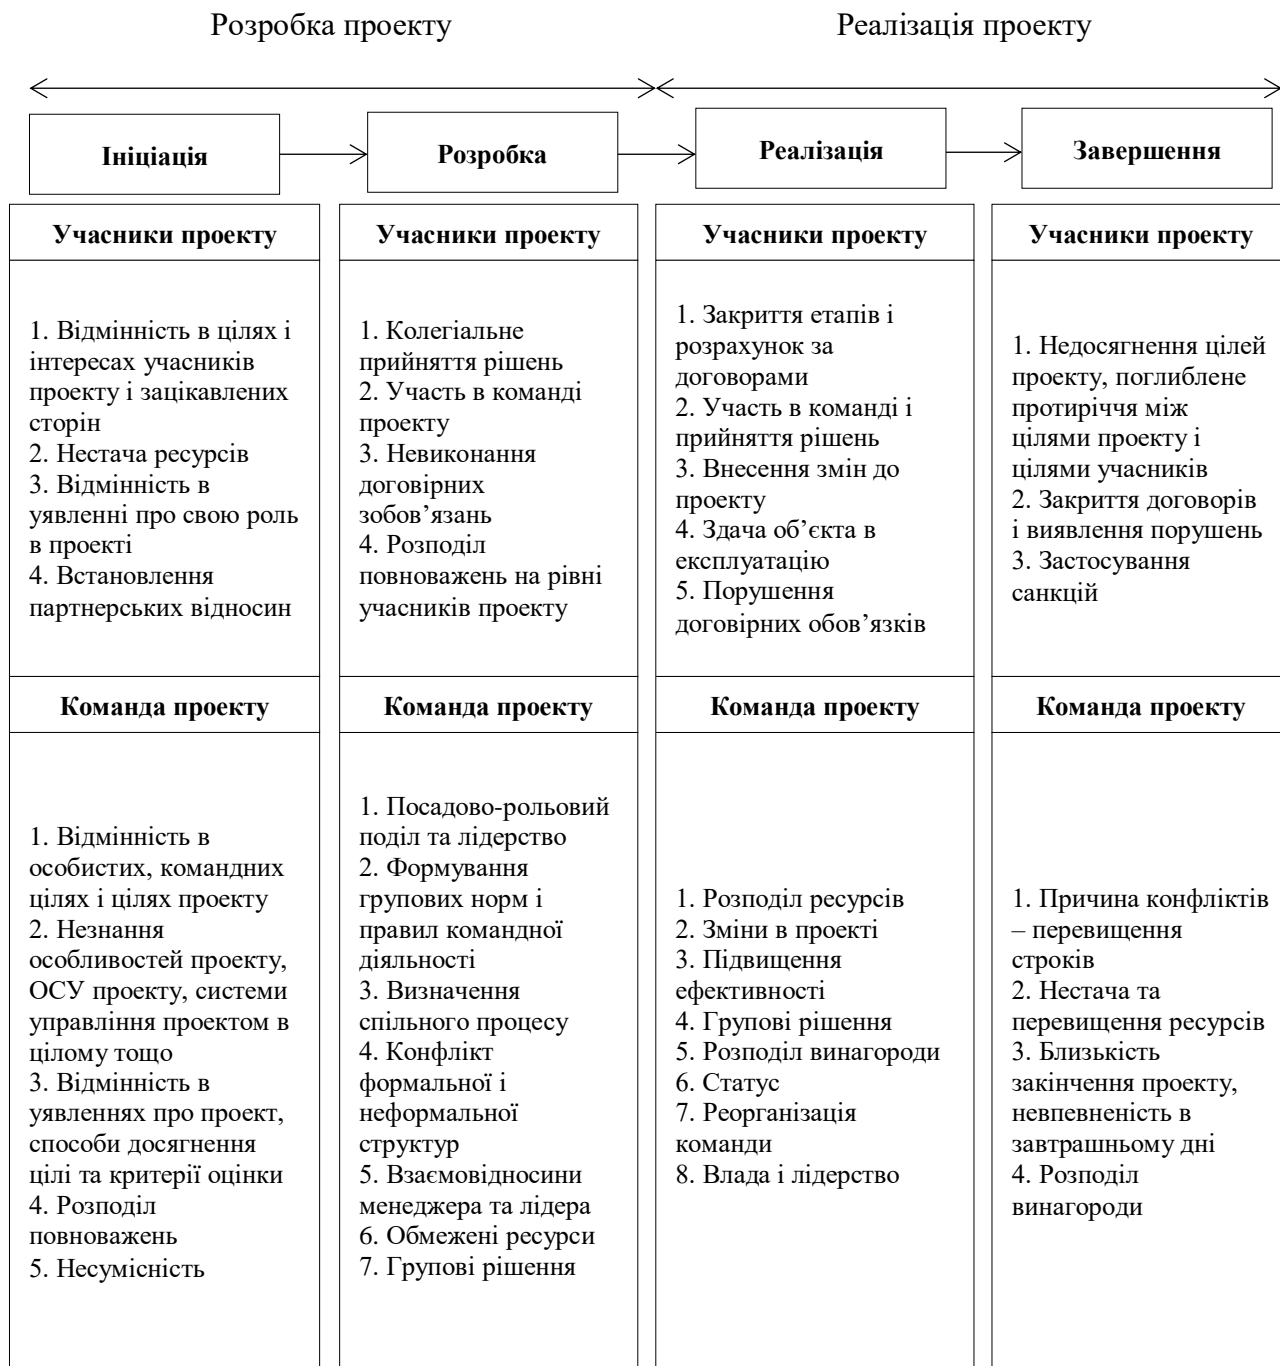 Розробка проекту
Реалізація проекту
Ініціація
Розробка
Реалізація
Завершення
Учасники проекту
Учасники проекту
Учасники проекту
Учасники проекту
1. Відмінність в цілях і
інтересах учасників
проекту і зацікавлених
сторін
2. Нестача ресурсів
3. Відмінність в
уявленні про свою роль
в проекті
4. Встановлення
партнерських відносин
1. Колегіальне
прийняття рішень
2. Участь в команді
проекту
3. Невиконання
договірних
зобов’язань
4. Розподіл
повноважень на рівні
учасників проекту
1. Закриття етапів і
розрахунок за
договорами
2. Участь в команді і
прийняття рішень
3. Внесення змін до
проекту
4. Здача об’єкта в
експлуатацію
5. Порушення
договірних обов’язків
1. Недосягнення цілей
проекту, поглиблене
протиріччя між
цілями проекту і
цілями учасників
2. Закриття договорів
і виявлення порушень
3. Застосування
санкцій
Команда проекту
Команда проекту
Команда проекту
Команда проекту
1. Відмінність в
особистих, командних
цілях і цілях проекту
2. Незнання
особливостей проекту,
ОСУ проекту, системи
управління проектом в
цілому тощо
3. Відмінність в
уявленнях про проект,
способи досягнення
цілі та критерії оцінки
4. Розподіл
повноважень
5. Несумісність
1. Посадово-рольовий
поділ та лідерство
2. Формування
групових норм і
правил командної
діяльності
3. Визначення
спільного процесу
4. Конфлікт
формальної і
неформальної
структур
5. Взаємовідносини
менеджера та лідера
6. Обмежені ресурси
7. Групові рішення
1. Розподіл ресурсів
2. Зміни в проекті
3. Підвищення
ефективності
4. Групові рішення
5. Розподіл винагороди
6. Статус
7. Реорганізація
команди
8. Влада і лідерство
1. Причина конфліктів
– перевищення
строків
2. Нестача та
перевищення ресурсів
3. Близькість
закінчення проекту,
невпевненість в
завтрашньому дні
4. Розподіл
винагороди